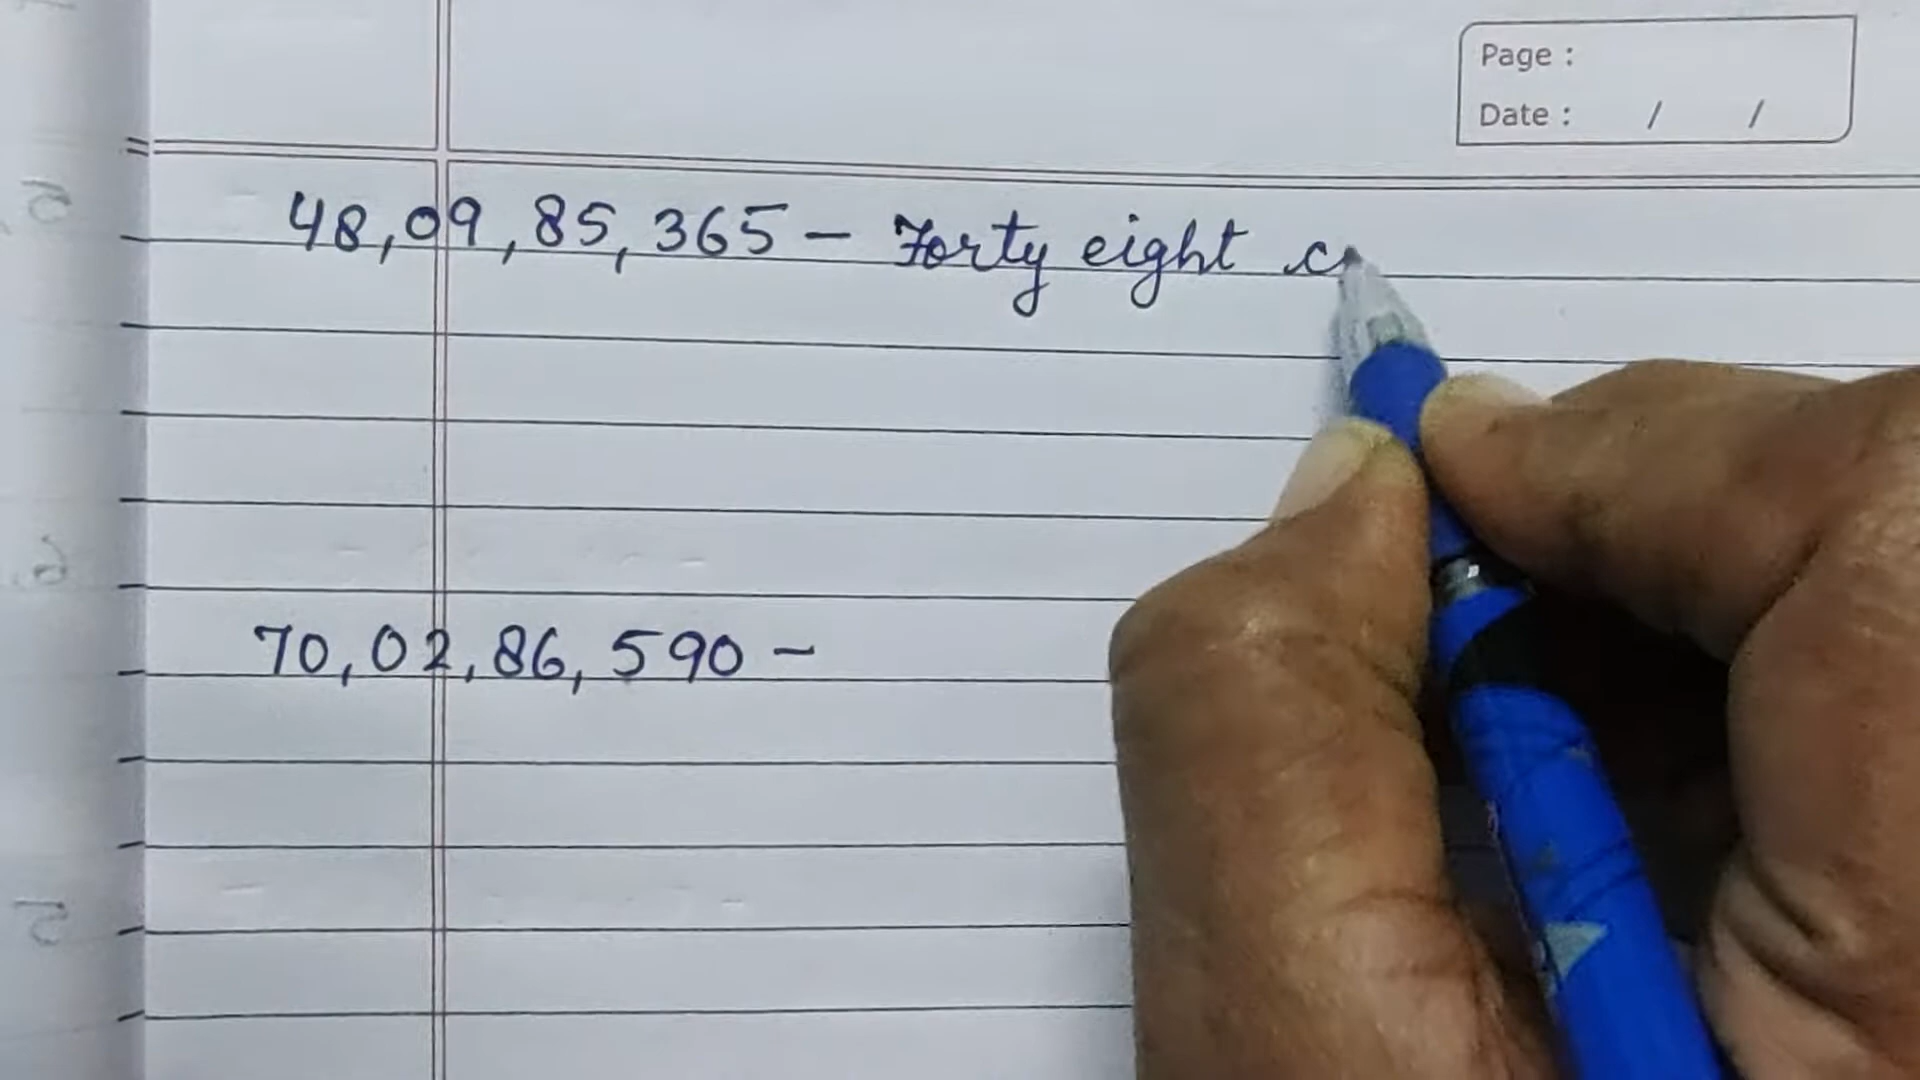 Page :
Date : / /
48,09,85,365 – Forty eight
70,02,86,590 –